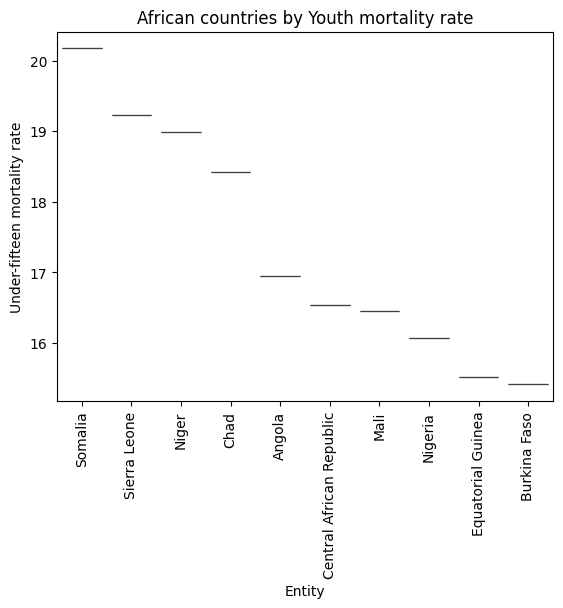 African countries by Youth mortality rate
Under-fifteen mortality rate
20
19
18
17
16
Somalia
Sierra Leone
Niger
Chad
Angola
Central African Republic
Mali
Nigeria
Equatorial Guinea
Burkina Faso
Entity